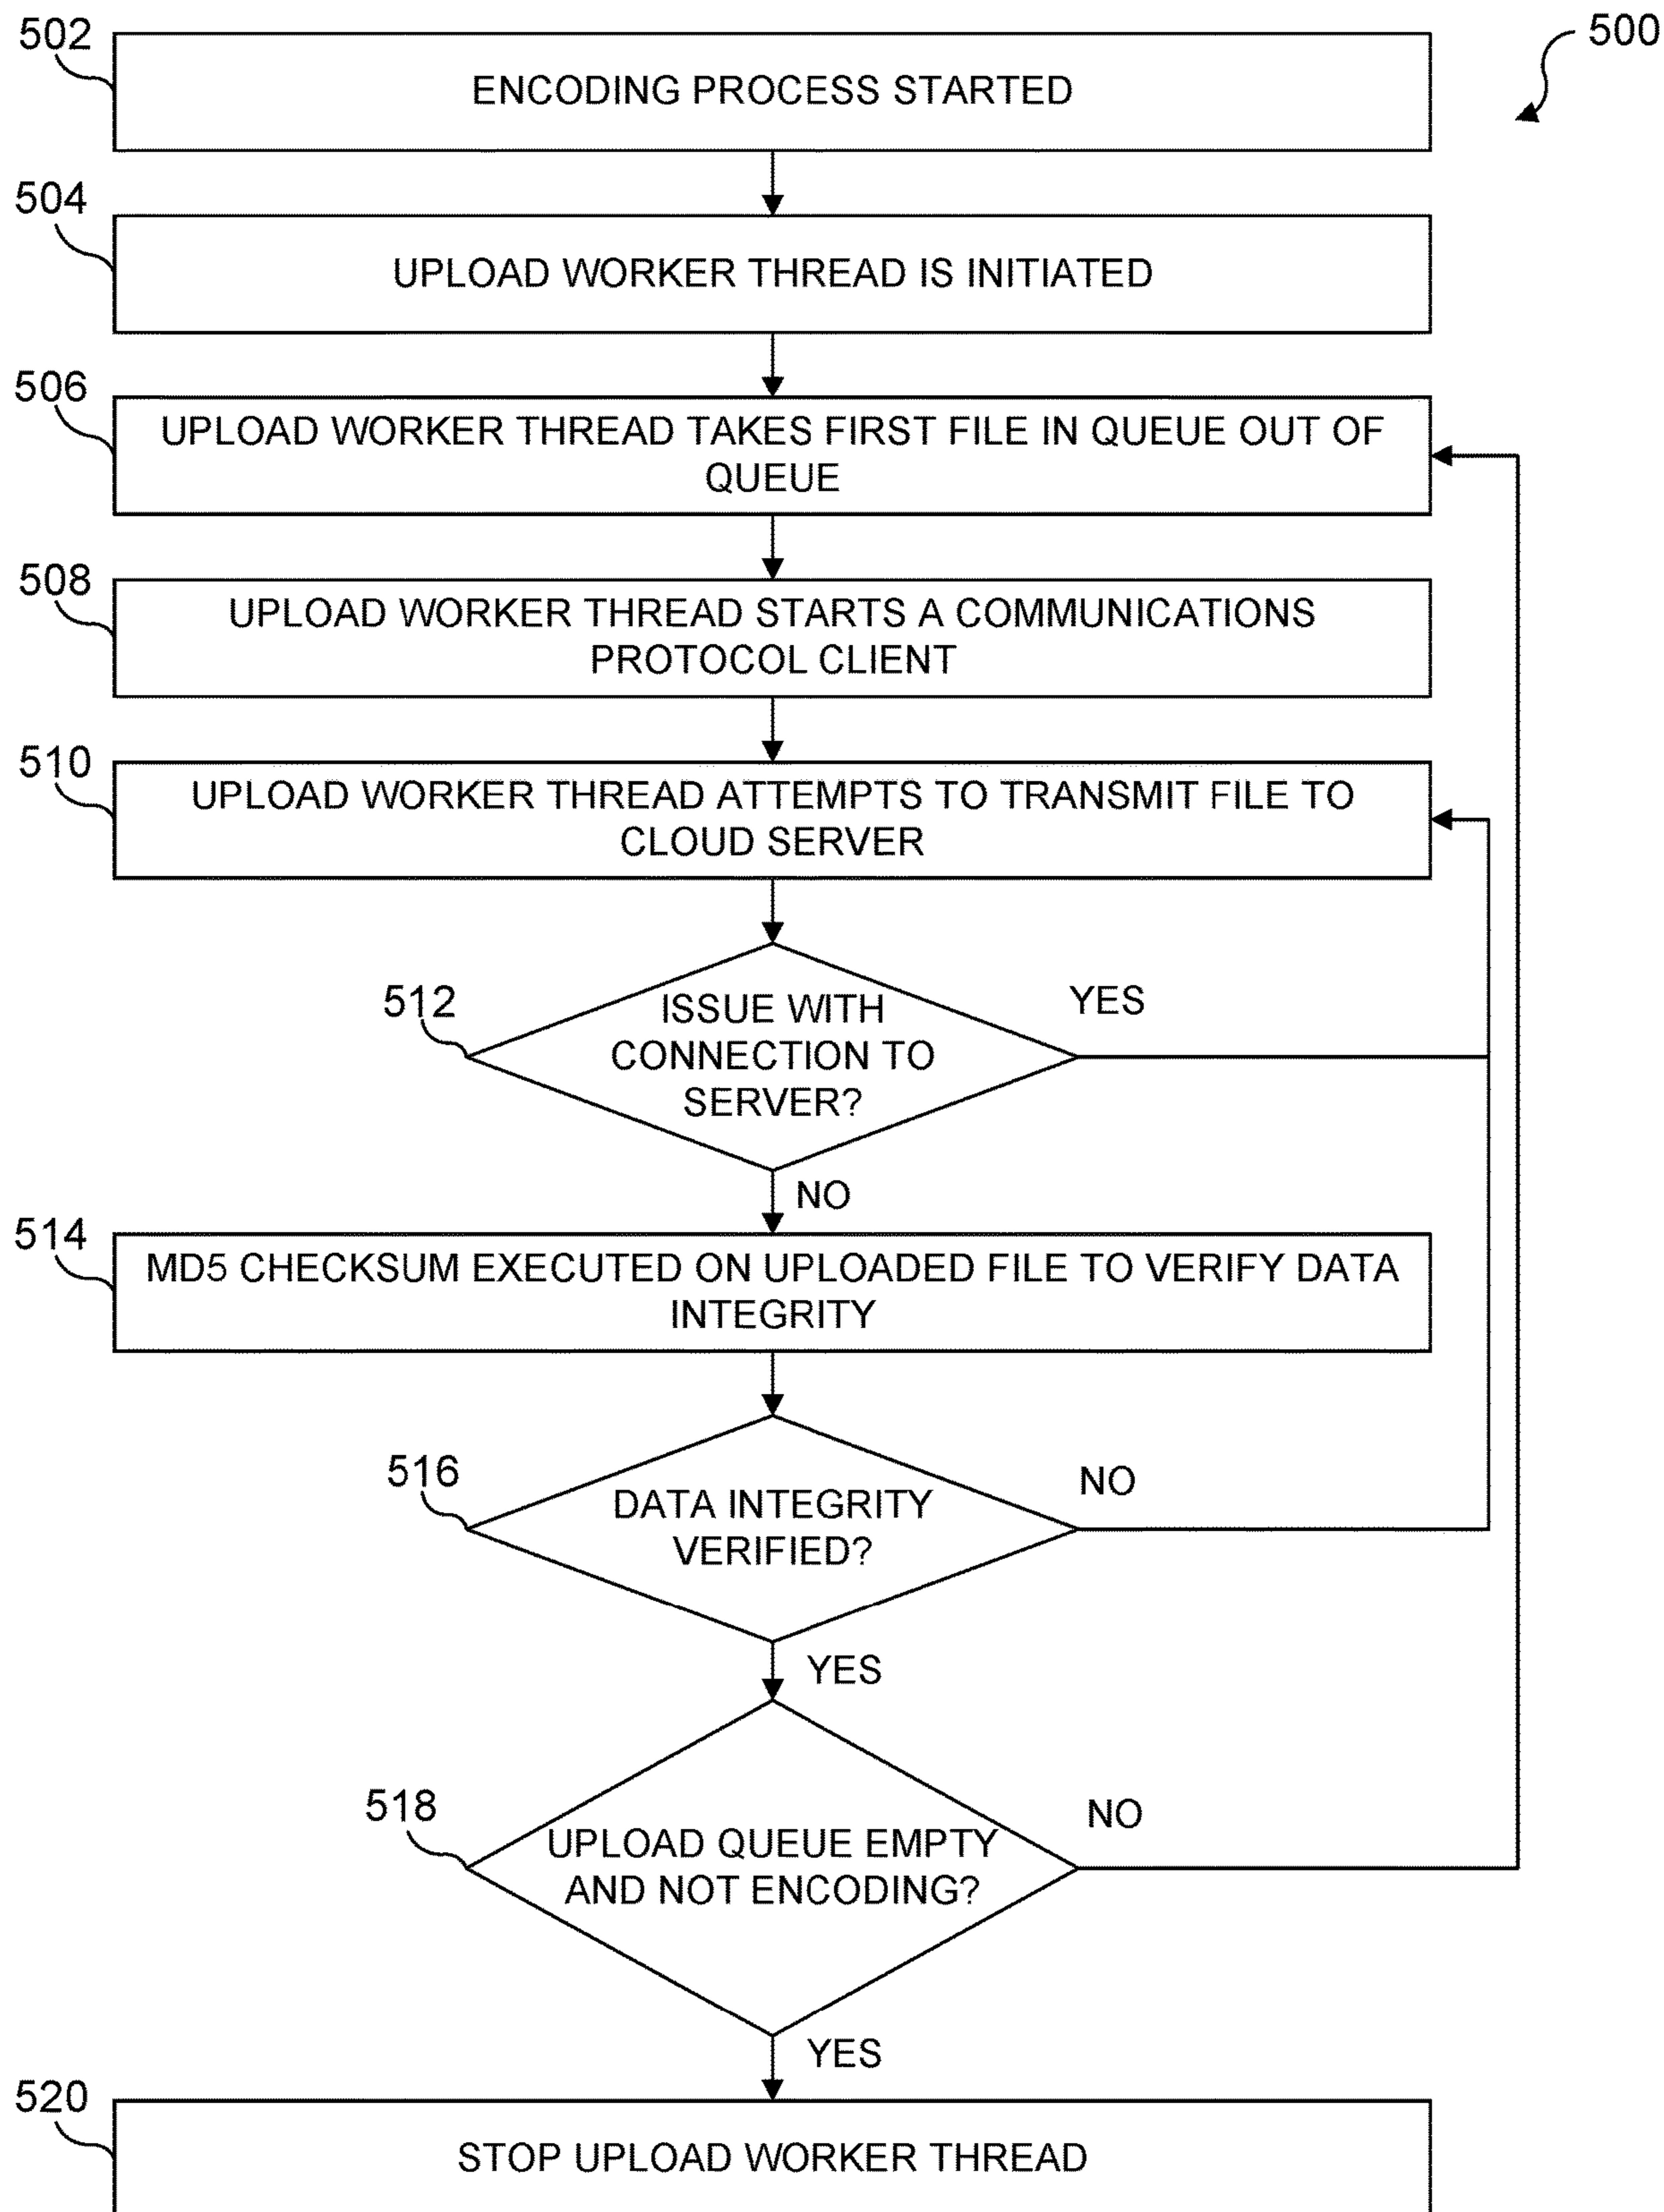 500
502
ENCODING PROCESS STARTED
504
UPLOAD WORKER THREAD IS INITIATED
506
UPLOAD WORKER THREAD TAKES FIRST FILE IN QUEUE OUT OF
QUEUE
508
UPLOAD WORKER THREAD STARTS A COMMUNICATIONS
PROTOCOL CLIENT
510
UPLOAD WORKER THREAD ATTEMPTS TO TRANSMIT FILE TO
CLOUD SERVER
512
ISSUE WITH
CONNECTION TO
SERVER?
YES
NO
514
MD5 CHECKSUM EXECUTED ON UPLOADED FILE TO VERIFY DATA
INTEGRITY
516
DATA INTEGRITY
VERIFIED?
NO
YES
518
UPLOAD QUEUE EMPTY
AND NOT ENCODING?
NO
YES
520
STOP UPLOAD WORKER THREAD